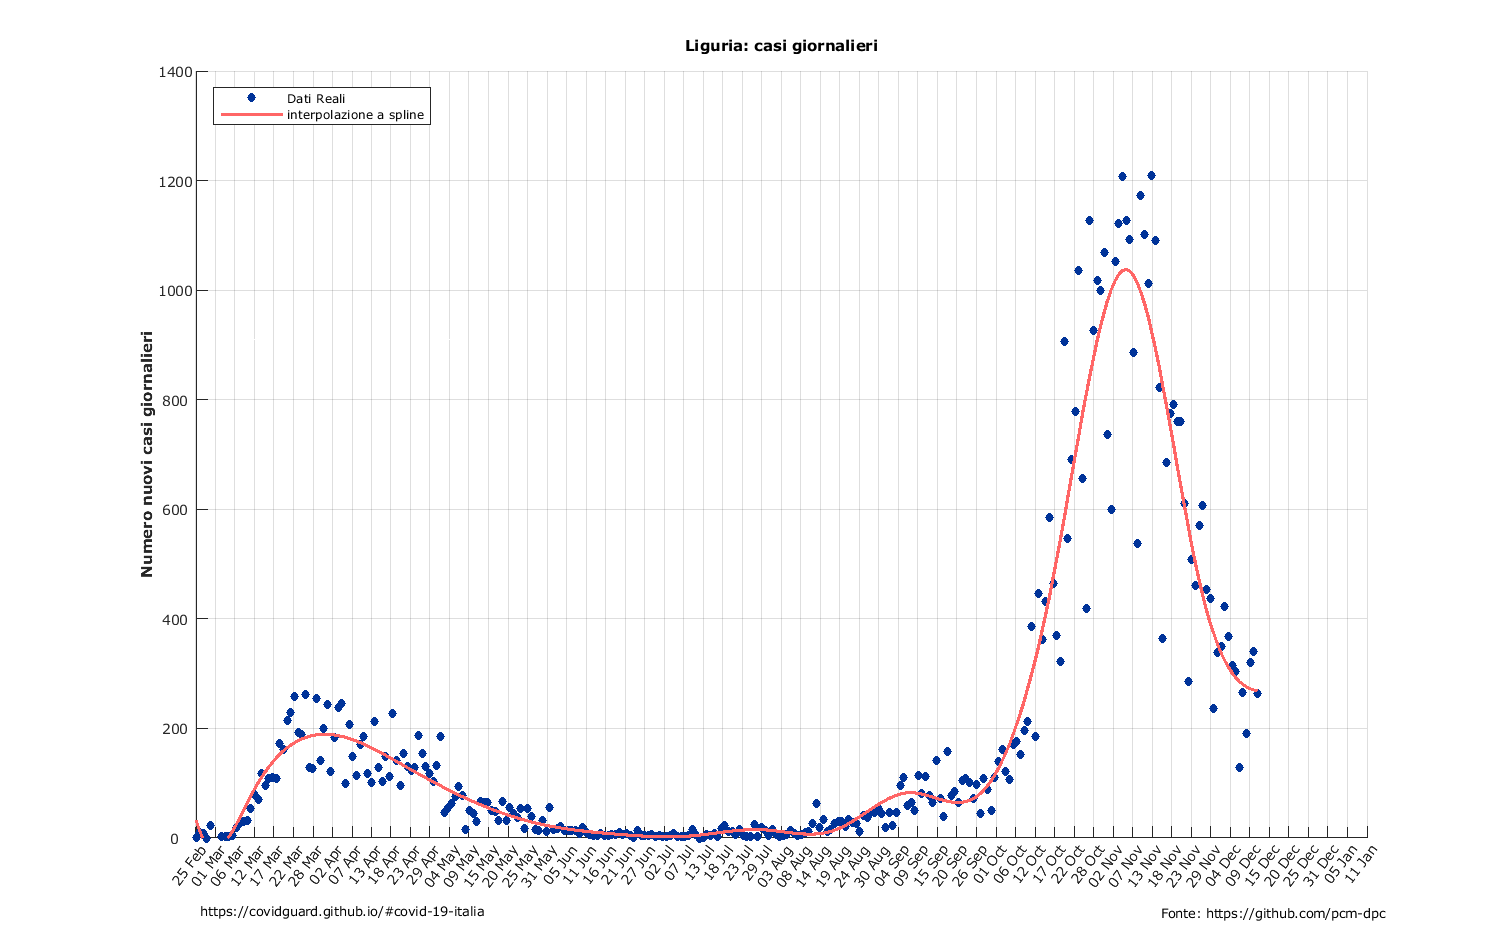 Liguria: casi giornalieri
Dati Reali
interpolazione a spline
Numero nuovi casi giornalieri
1400
1200
1000
800
600
400
200
0
25 Feb
01 Mar
06 Mar
12 Mar
17 Mar
22 Mar
28 Mar
02 Apr
07 Apr
13 Apr
18 Apr
23 Apr
29 Apr
04 May
09 May
15 May
20 May
25 May
31 May
05 Jun
11 Jun
16 Jun
21 Jun
27 Jun
02 Jul
07 Jul
13 Jul
18 Jul
23 Jul
29 Jul
03 Aug
08 Aug
14 Aug
19 Aug
24 Aug
30 Aug
04 Sep
09 Sep
15 Sep
20 Sep
26 Sep
01 Oct
06 Oct
12 Oct
17 Oct
22 Oct
28 Oct
02 Nov
07 Nov
13 Nov
18 Nov
23 Nov
29 Nov
04 Dec
09 Dec
15 Dec
20 Dec
25 Dec
31 Dec
05 Jan
11 Jan
https://covidguard.github.io/#covid-19-italia
Fonte: https://github.com/pcm-dpc